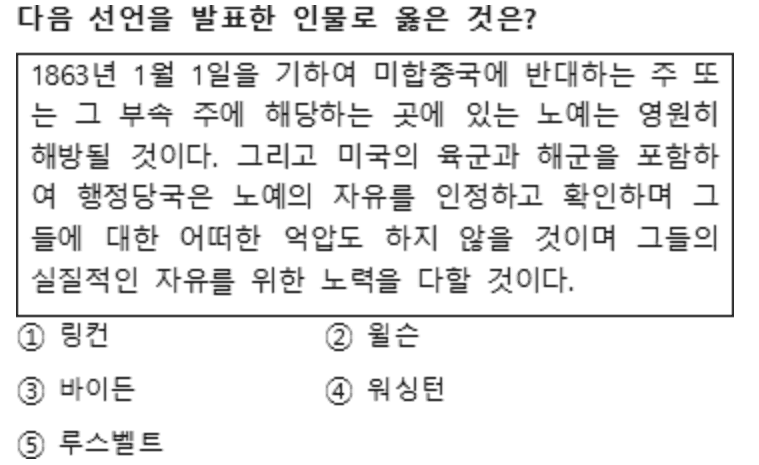 다음 선언을 발표한 인물로 옳은 것은?
1863년 1월 1일을 기하여 미합중국에 반대하는 주 또
는 그 부속 주에 해당하는 곳에 있는 노예는 영원히
해방될 것이다. 그리고 미국의 육군과 해군을 포함하
여 행정당국은 노예의 자유를 인정하고 확인하며 그
들에 대한 어떠한 억압도 하지 않을 것이며 그들의
실질적인 자유를 위한 노력을 다할 것이다.
① 링컨 ② 윌슨
③ 바이든 ④ 워싱턴
⑤ 루스벨트